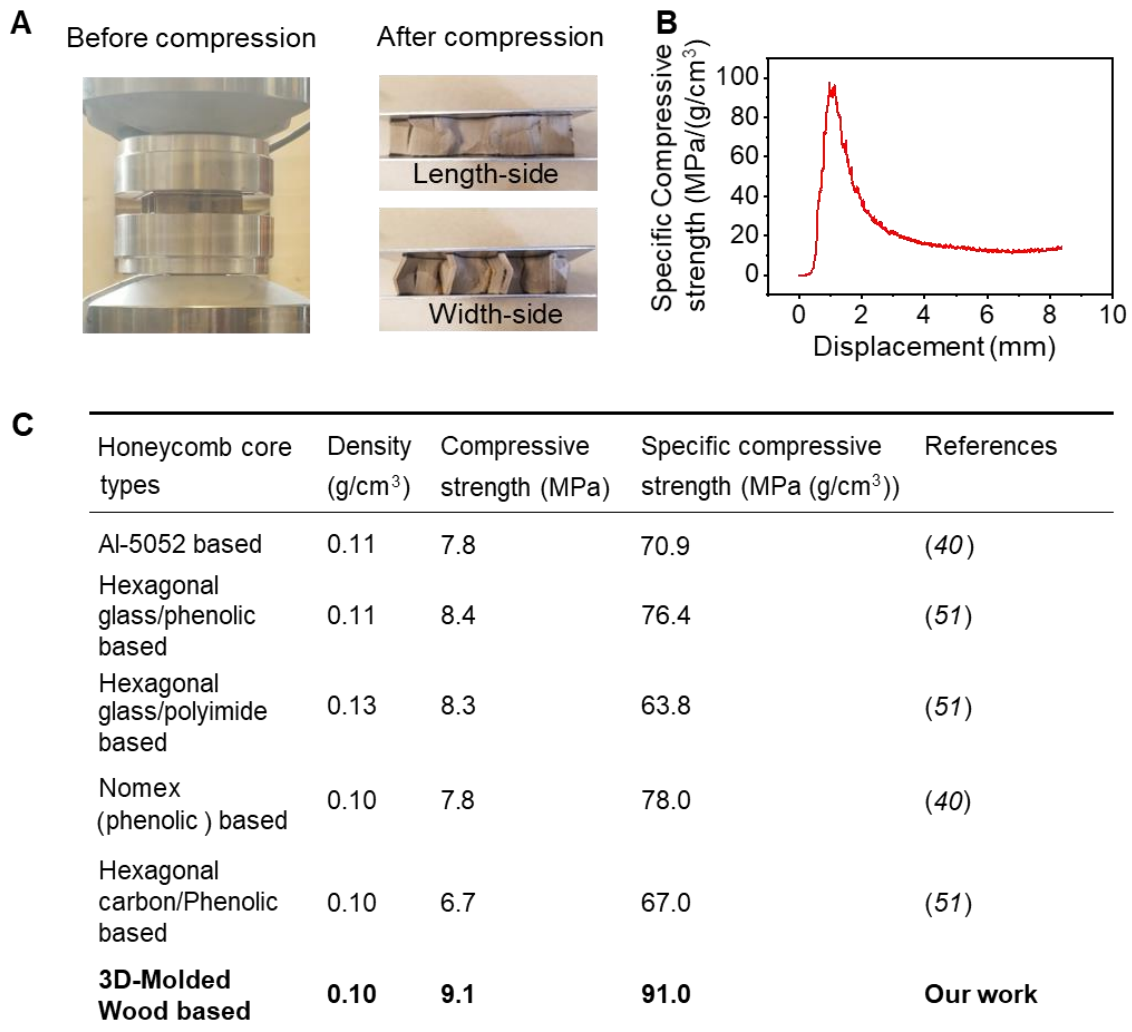 A
Before compression
After compression
Length-side
Width-side
B
Specific Compressive
strength (MPa/(g/cm³)
100
80
60
40
20
0
0 2 4 6 8 10
Displacement (mm)
C
Honeycomb core
types
Density
(g/cm³)
Compressive
strength (MPa)
Specific compressive
strength (MPa (g/cm³))
References
Al-5052 based 0.11 7.8 70.9 (40)
Hexagonal
glass/phenolic
based
0.11 8.4 76.4 (51)
Hexagonal
glass/polyimide
based
0.13 8.3 63.8 (51)
Nomex
(phenolic ) based
0.10 7.8 78.0 (40)
Hexagonal
carbon/Phenolic
based
0.10 6.7 67.0 (51)
3D-Molded
Wood based
0.10 9.1 91.0 Our work